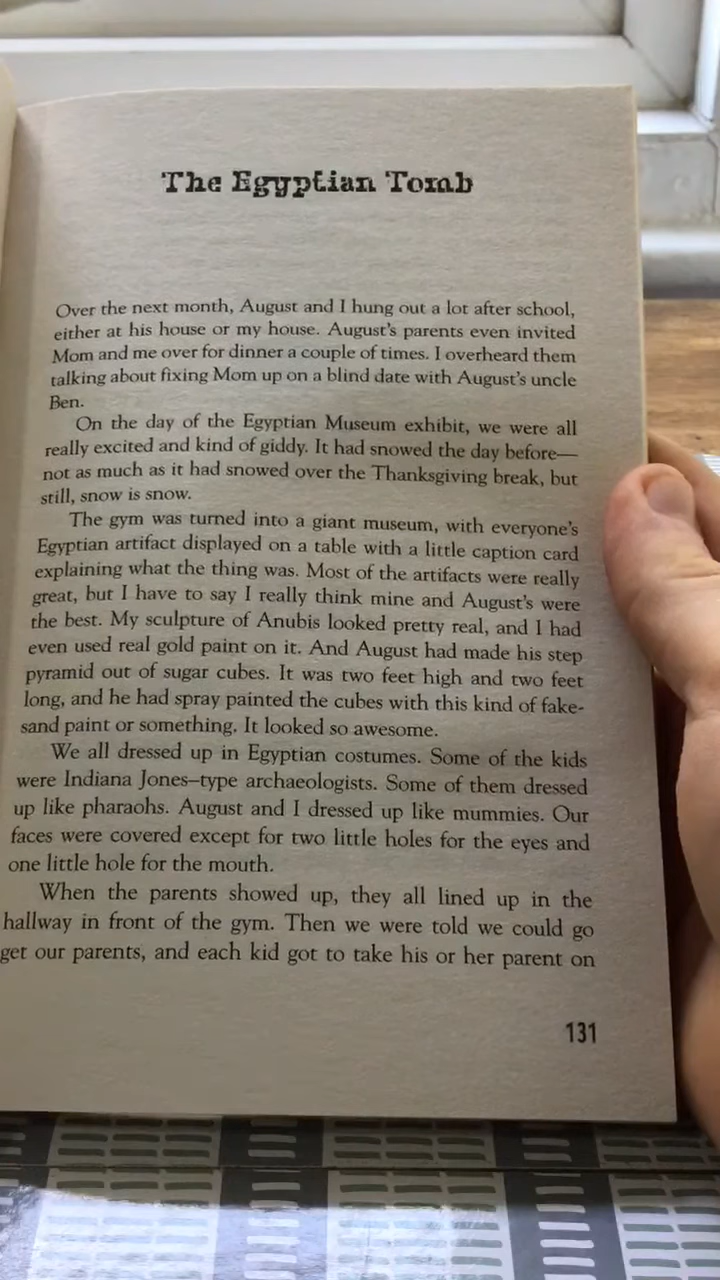 The Egyptian Tomb
Over the next month, August and I hung out a lot after school,
either at his house or my house. August's parents even invited
Mom and me over for dinner a couple of times. I overheard them
talking about fixing Mom up on a blind date with August's uncle
Ben.
On the day of the Egyptian Museum exhibit, we were all
really excited and kind of giddy. It had snowed the day before—
not as much as it had snowed over the Thanksgiving break, but
still, snow is snow.
The gym was turned into a giant museum, with everyone's
Egyptian artifact displayed on a table with a little caption card
explaining what the thing was. Most of the artifacts were really
great, but I have to say I really think mine and August's were
the best. My sculpture of Anubis looked pretty real, and I had
even used real gold paint on it. And August had made his step
pyramid out of sugar cubes. It was two feet high and two feet
long, and he had spray painted the cubes with this kind of fake-
sand paint or something. It looked so awesome.
We all dressed up in Egyptian costumes. Some of the kids
were Indiana Jones–type archaeologists. Some of them dressed
up like pharaohs. August and I dressed up like mummies. Our
faces were covered except for two little holes for the eyes and
one little hole for the mouth.
When the parents showed up, they all lined up in the
hallway in front of the gym. Then we were told we could go
get our parents, and each kid got to take his or her parent on
131